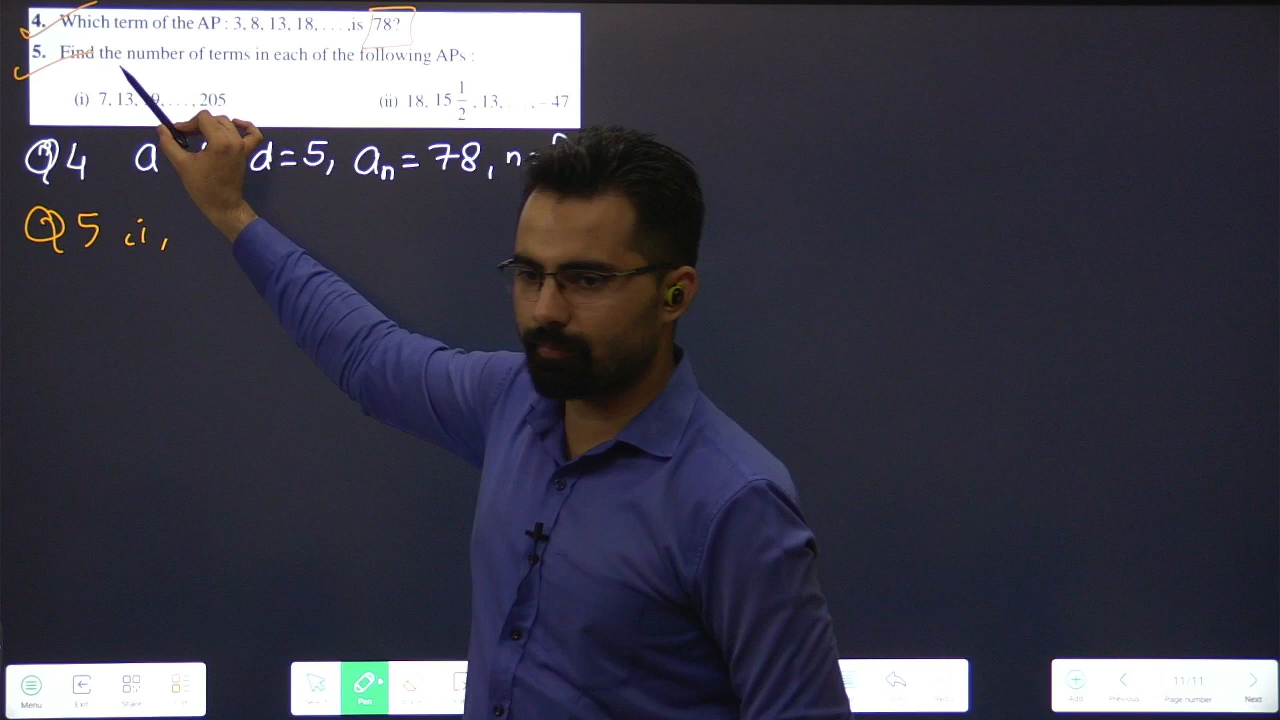 4. Which term of the AP : 3, 8, 13, 18, . . . ,is 78?
5. Find the number of terms in each of the following APs :
(i) 7, 13, . . . , 205 (ii) 18, 15 1/2 , 13, . . . , – 47
Q4 a d=5, an=78, n=
Q5 (i),
Menu Exit Share Pen Add Previous 11/11 Page number Next